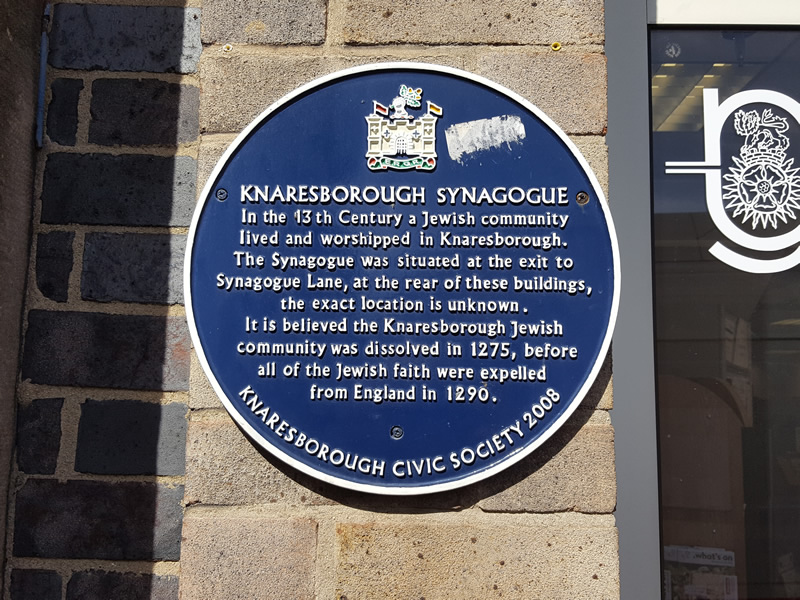 KNARESBOROUGH SYNAGOGUE
In the 13th Century a Jewish community
lived and worshipped in Knaresborough.
The Synagogue was situated at the exit to
Synagogue Lane, at the rear of these buildings,
the exact location is unknown.
It is believed the Knaresborough Jewish
community was dissolved in 1275, before
all of the Jewish faith were expelled
from England in 1290.
KNARESBOROUGH CIVIC SOCIETY 2008